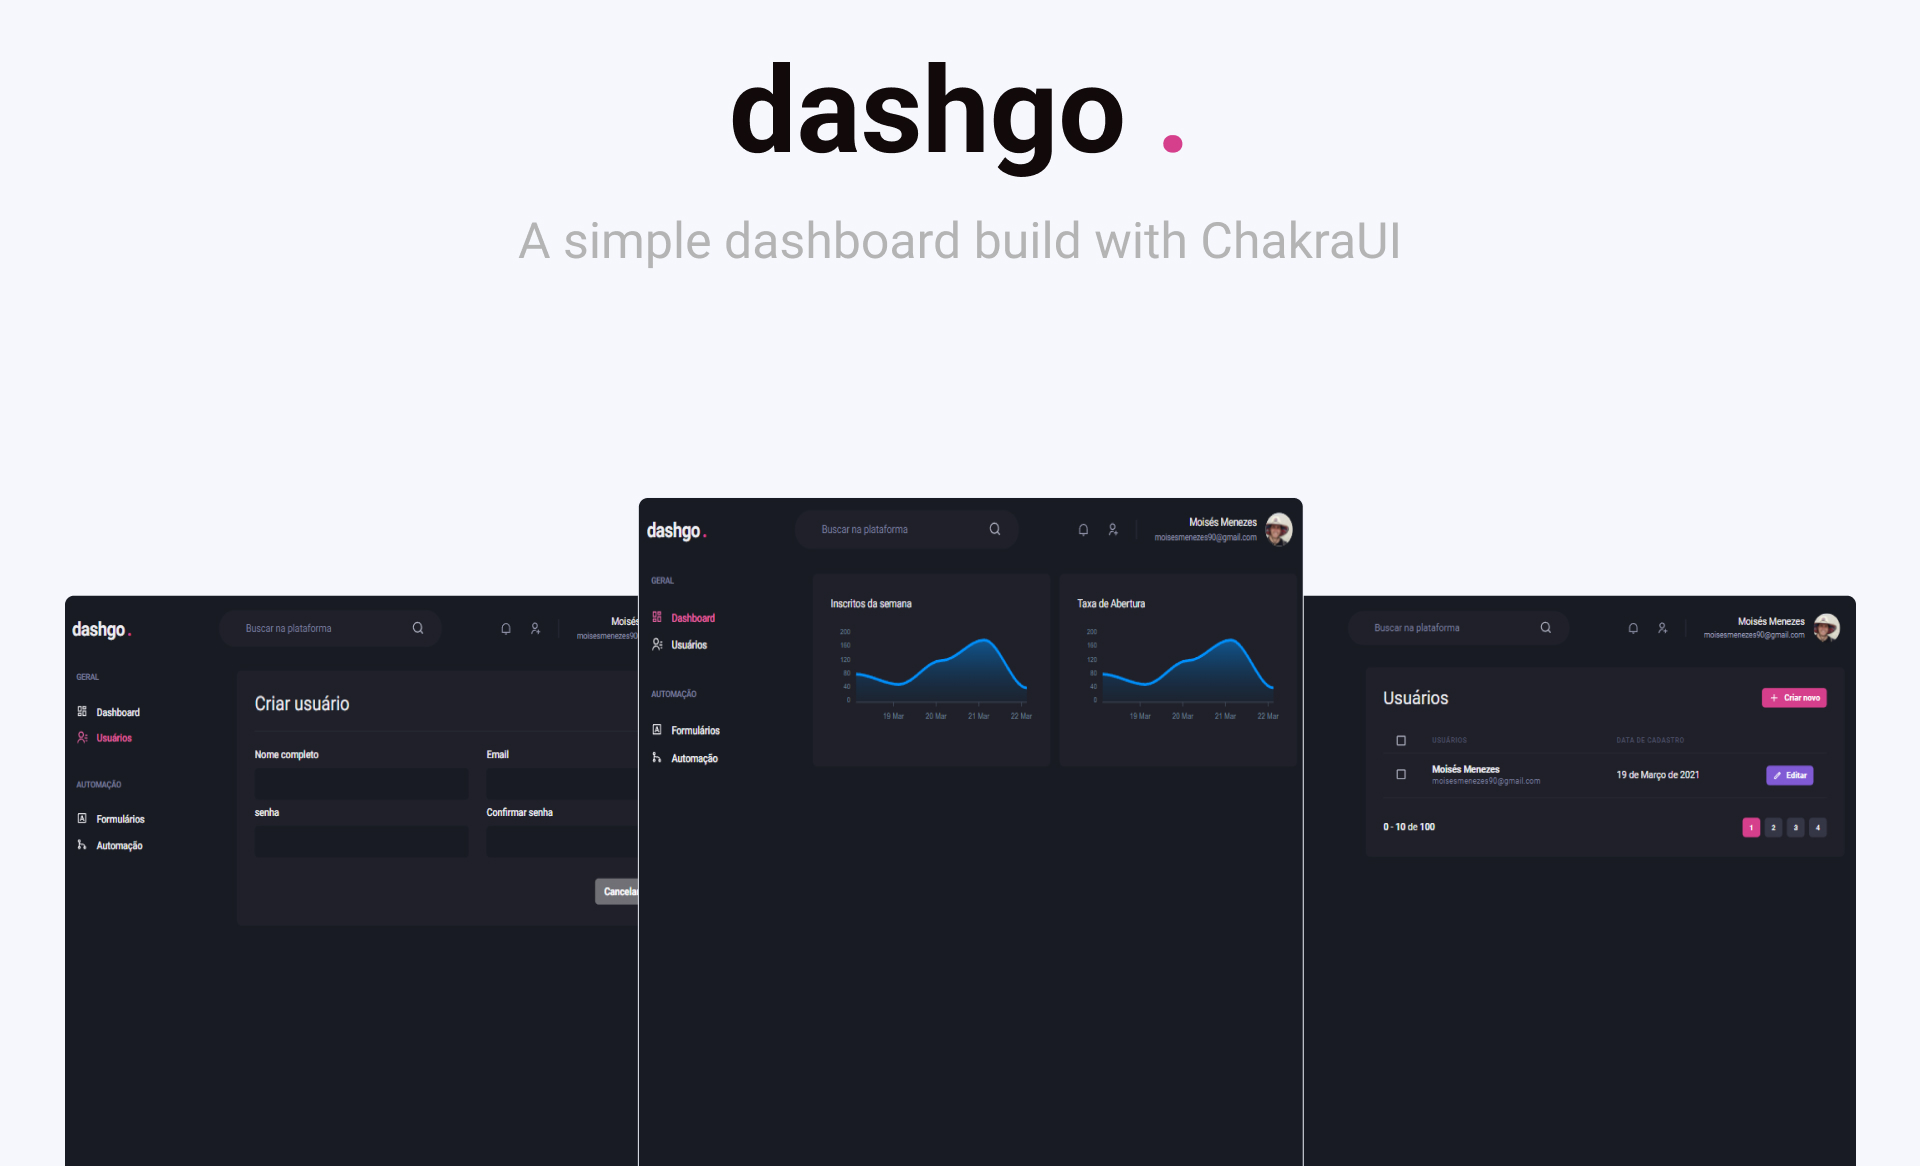 dashgo .
A simple dashboard build with ChakraUI
dashgo .
Buscar na plataforma
Moisés
moisesmenezes90
GERAL
Dashboard
Usuários
AUTOMAÇÃO
Formulários
Automação
Criar usuário
Nome completo
Email
senha
Confirmar senha
Cancelar
dashgo .
Buscar na plataforma
Moisés Menezes
moisesmenezes90@gmail.com
GERAL
Dashboard
Usuários
AUTOMAÇÃO
Formulários
Automação
Inscritos da semana
200
160
120
80
40
0
19 Mar 20 Mar 21 Mar 22 Mar
Taxa de Abertura
200
160
120
80
40
0
19 Mar 20 Mar 21 Mar 22 Mar
Buscar na plataforma
Moisés Menezes
moisesmenezes90@gmail.com
Usuários
Criar novo
USUÁRIOS DATA DE CADASTRO
Moisés Menezes
moisesmenezes90@gmail.com
19 de Março de 2021
Editar
0 - 10 de 100
1 2 3 4